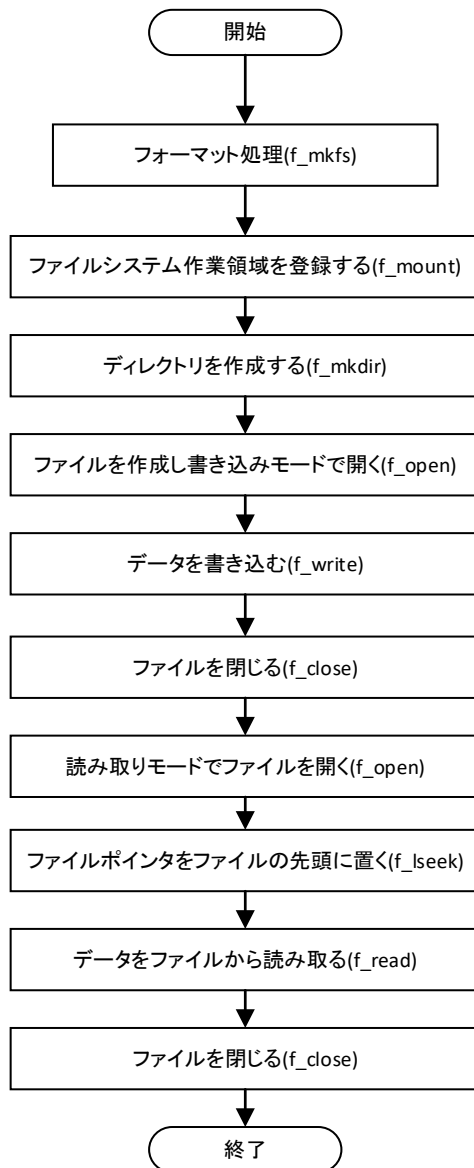 開始
フォーマット処理(f_mkfs)
ファイルシステム作業領域を登録する(f_mount)
ディレクトリを作成する(f_mkdir)
ファイルを作成し書き込みモードで開く(f_open)
データを書き込む(f_write)
ファイルを閉じる(f_close)
読み取りモードでファイルを開く(f_open)
ファイルポインタをファイルの先頭に置く(f_lseek)
データをファイルから読み取る(f_read)
ファイルを閉じる(f_close)
終了